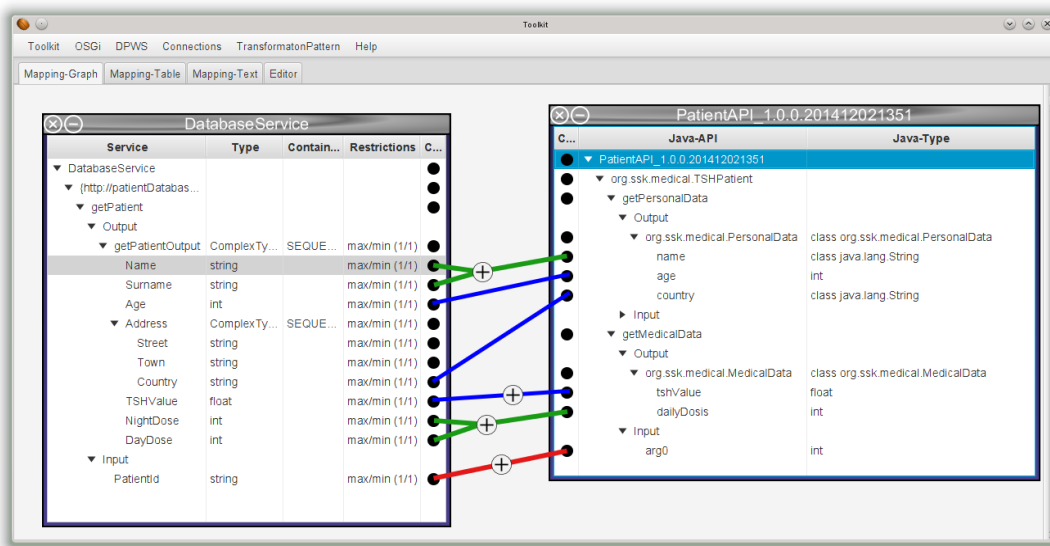 Toolkit
Toolkit OSGi DPWS Connections TransformatonPattern Help
Mapping-Graph Mapping-Table Mapping-Text Editor
DatabaseService
Service Type Contain... Restrictions C...
DatabaseService
{http://patientDatabas...
getPatient
Output
getPatientOutput ComplexTy... SEQUE... max/min (1/1)
Name string max/min (1/1)
Surname string max/min (1/1)
Age int max/min (1/1)
Address ComplexTy... SEQUE... max/min (1/1)
Street string max/min (1/1)
Town string max/min (1/1)
Country string max/min (1/1)
TSHValue float max/min (1/1)
NightDose int max/min (1/1)
DayDose int max/min (1/1)
Input
PatientId string max/min (1/1)
PatientAPI_1.0.0.201412021351
C... Java-API Java-Type
PatientAPI_1.0.0.201412021351
org.ssk.medical.TSHPatient
getPersonalData
Output
org.ssk.medical.PersonalData class org.ssk.medical.PersonalData
name class java.lang.String
age int
country class java.lang.String
Input
getMedicalData
Output
org.ssk.medical.MedicalData class org.ssk.medical.MedicalData
tshValue float
dailyDosis int
Input
arg0 int